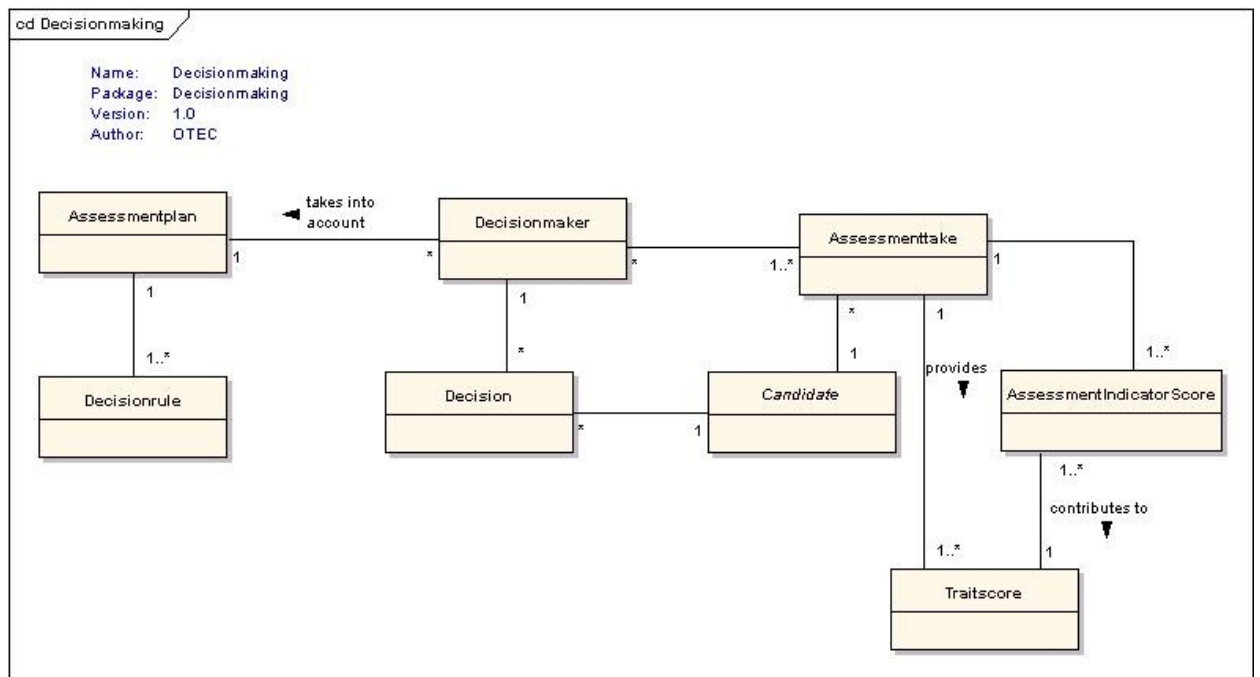 cd Decisionmaking
Name: Decisionmaking
Package: Decisionmaking
Version: 1.0
Author: OTEC
Assessmentplan
takes into
account
Decisionmaker
Assessmenttake
1
*
*
1..*
1
1
1
*
1
1..*
*
1
provides
1..*
Decisionrule
Decision
Candidate
AssessmentIndicatorScore
*
1
1..*
contributes to
1..*
1
Traitscore